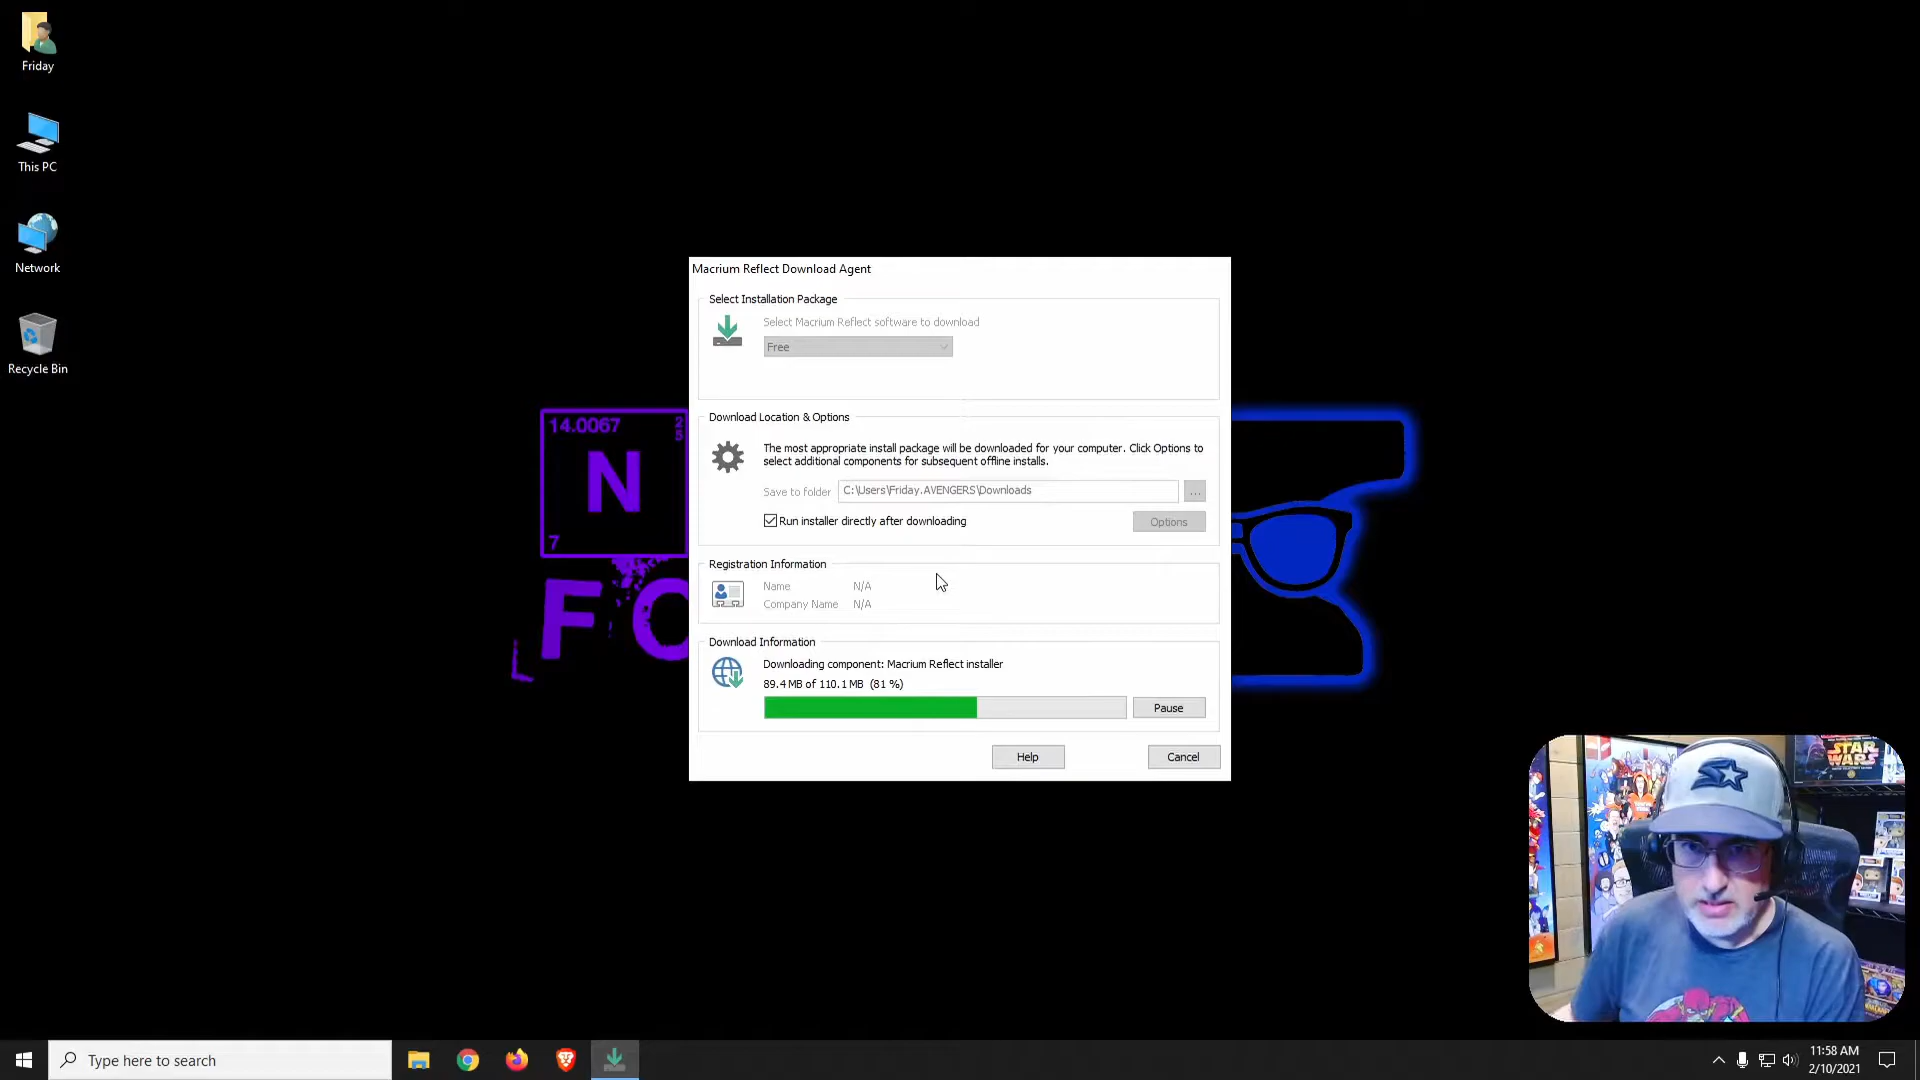 Friday
This PC
Network
Recycle Bin
14.0067
2
5
N
7
FO
Macrium Reflect Download Agent
Select Installation Package
Select Macrium Reflect software to download
Free
Download Location & Options
The most appropriate install package will be downloaded for your computer. Click Options to
select additional components for subsequent offline installs.
Save to folder C:\Users\Friday.AVENGERS\Downloads ...
Run installer directly after downloading Options
Registration Information
Name N/A
Company Name N/A
Download Information
Downloading component: Macrium Reflect installer
89.4 MB of 110.1 MB (81 %)
Pause
Help Cancel
STAR
WARS
Type here to search
11:58 AM
2/10/2021